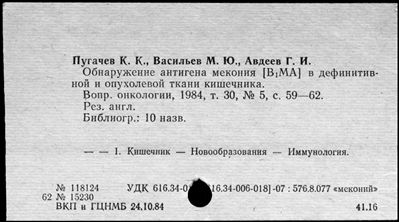 Пугачев К. К., Васильев М. Ю., Авдеев Г. И.
Обнаружение антигена мекония [В₁МА] в дефинитив-
ной и опухолевой ткани кишечника.
Вопр. онкологии, 1984, т. 30, № 5, с. 59—62.
Рез. англ.
Библиогр.: 10 назв.
— — 1. Кишечник — Новообразования — Иммунология.
№ 118124 УДК 616.34-0 16.34-006-018]-07 : 576.8.077 «меконий»
62 № 15230
ВКП и ГЦНМБ 24.10.84 41.16